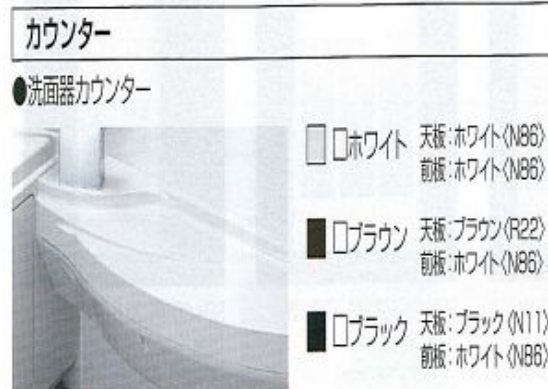 カウンター
●洗面器カウンター
□ホワイト 天板:ホワイト〈N86〉
前板:ホワイト〈N86〉
□ブラウン 天板:ブラウン〈R22〉
前板:ホワイト〈N86〉
□ブラック 天板:ブラック〈N11〉
前板:ホワイト〈N86〉